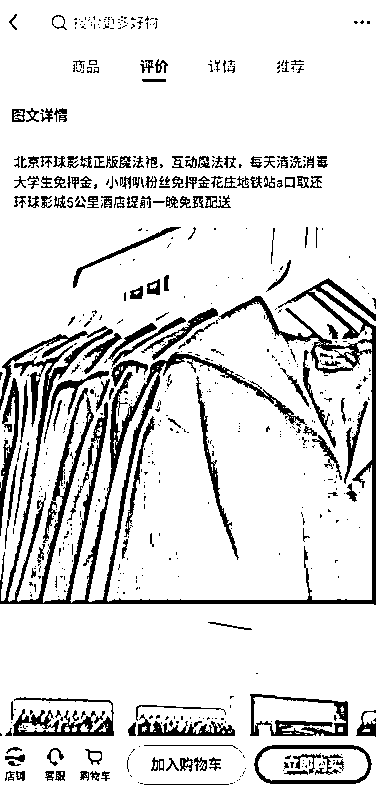 搜索更多好物
商品 评价 详情 推荐
图文详情
北京环球影城正版魔法袍，互动魔法杖，每天清洗消毒
大学生免押金，小喇叭粉丝免押金花庄地铁站a口取还
环球影城5公里酒店提前一晚免费配送
店铺 客服 购物车 加入购物车 立即购买